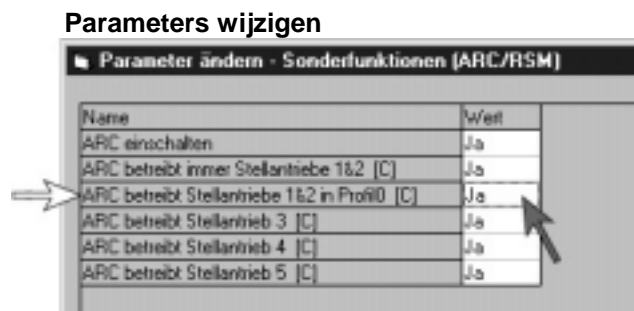 Parameters wijzigen
Parameter ändern - Sonderfunktionen (ARC/RSM)
Name Wert
ARC einschalten Ja
ARC betreibt immer Stellantriebe 1&2 [C] Ja
ARC betreibt Stellantriebe 1&2 in Profil0 [C] Ja
ARC betreibt Stellantrieb 3 [C] Ja
ARC betreibt Stellantrieb 4 [C] Ja
ARC betreibt Stellantrieb 5 [C] Ja